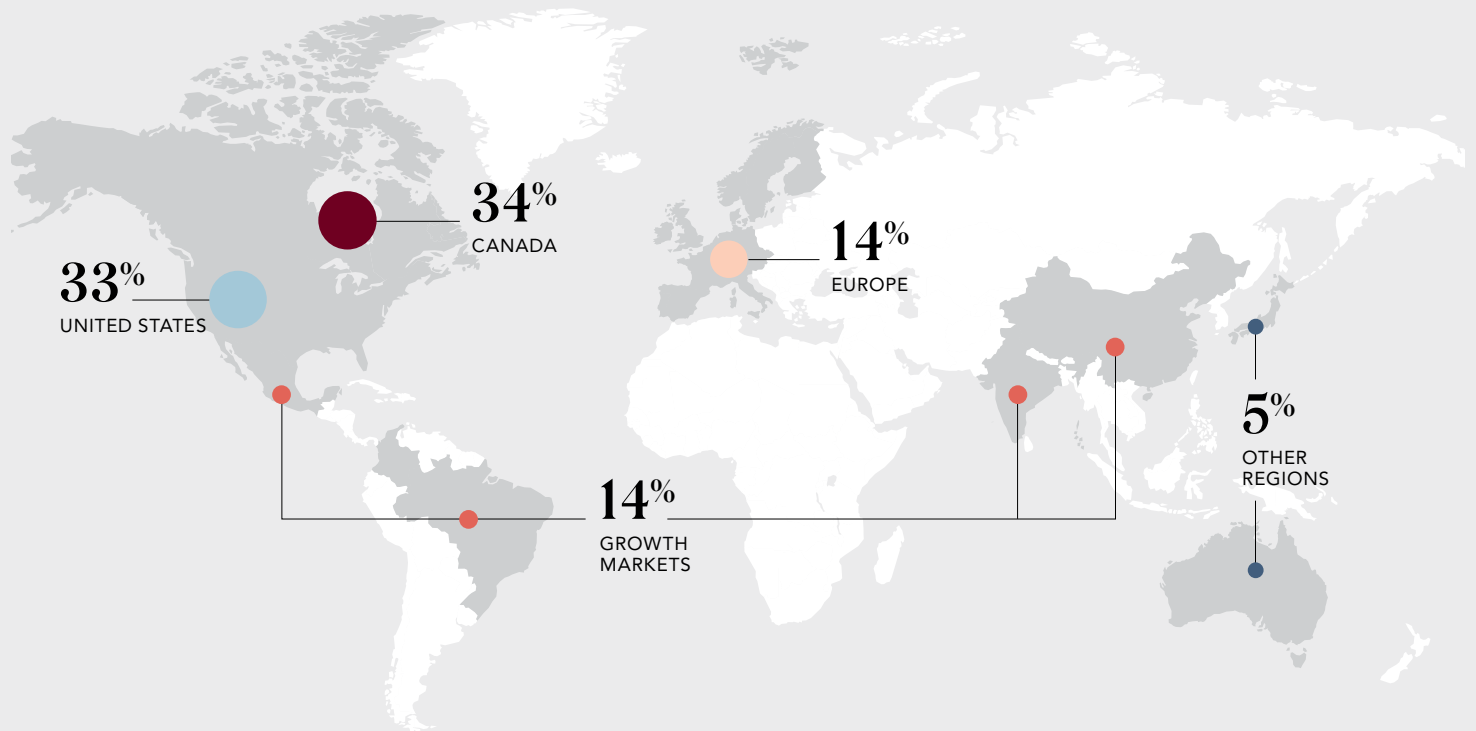 34%
CANADA
33%
UNITED STATES
14%
EUROPE
5%
OTHER
REGIONS
14%
GROWTH
MARKETS